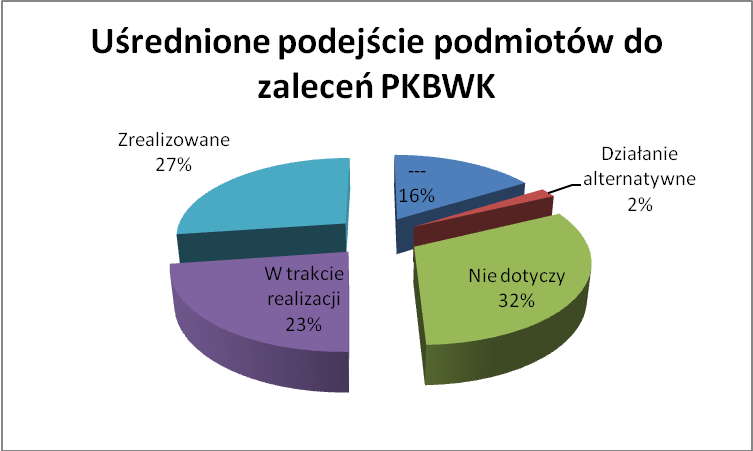 Uśrednione podejście podmiotów do
zaleceń PKBWK
Zrealizowane
27%
---
16%
Działanie
alternatywne
2%
W trakcie
realizacji
23%
Nie dotyczy
32%